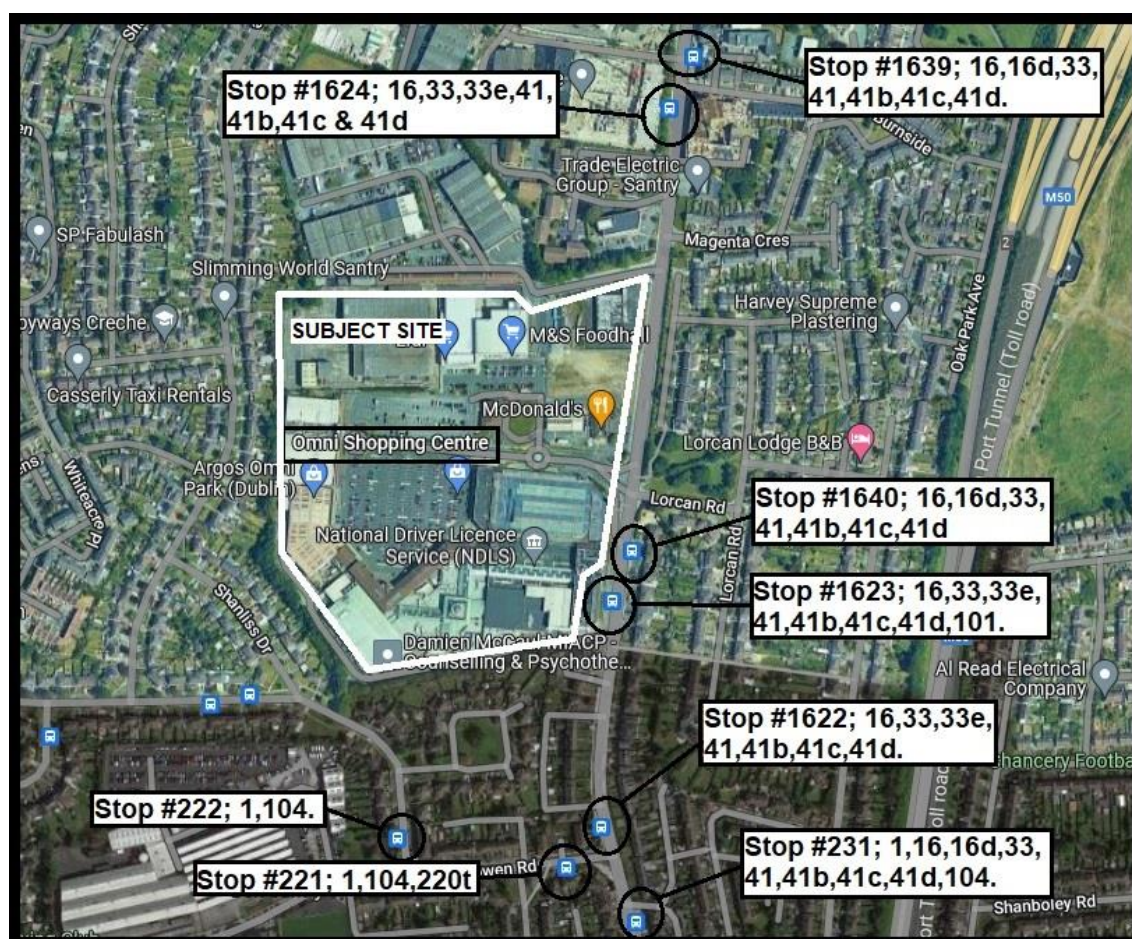 Stop #1624; 16,33,33e,41,
41b,41c & 41d
Stop #1639; 16,16d,33,
41,41b,41c,41d.
Burnside
Trade Electric
Group - Santry
M50
SP Fabulash
Magenta Cres
2
Slimming World Santry
Harvey Supreme
Plastering
Oak Park Ave
Port Tunnel (Toll road)
SUBJECT SITE
M&S Foodhall
Casserly Taxi Rentals
McDonald's
Omni Shopping Centre
Lorcan Lodge B&B
Argos Omni
Park (Dublin)
Whiteacre Pl
Lorcan Rd
Stop #1640; 16,16d,33,
41,41b,41c,41d
National Driver Licence
Service (NDLS)
Lorcan Rd
Stop #1623; 16,33,33e,
41,41b,41c,41d,101.
Shanliss Dr
Damien McCaul MIACP -
Counselling & Psychothe...
Al Read Electrical
Company
Stop #1622; 16,33,33e,
41,41b,41c,41d.
Stop #222; 1,104.
Stop #231; 1,16,16d,33,
41,41b,41c,41d,104.
Stop #221; 1,104,220t
Rd
Shanboley Rd